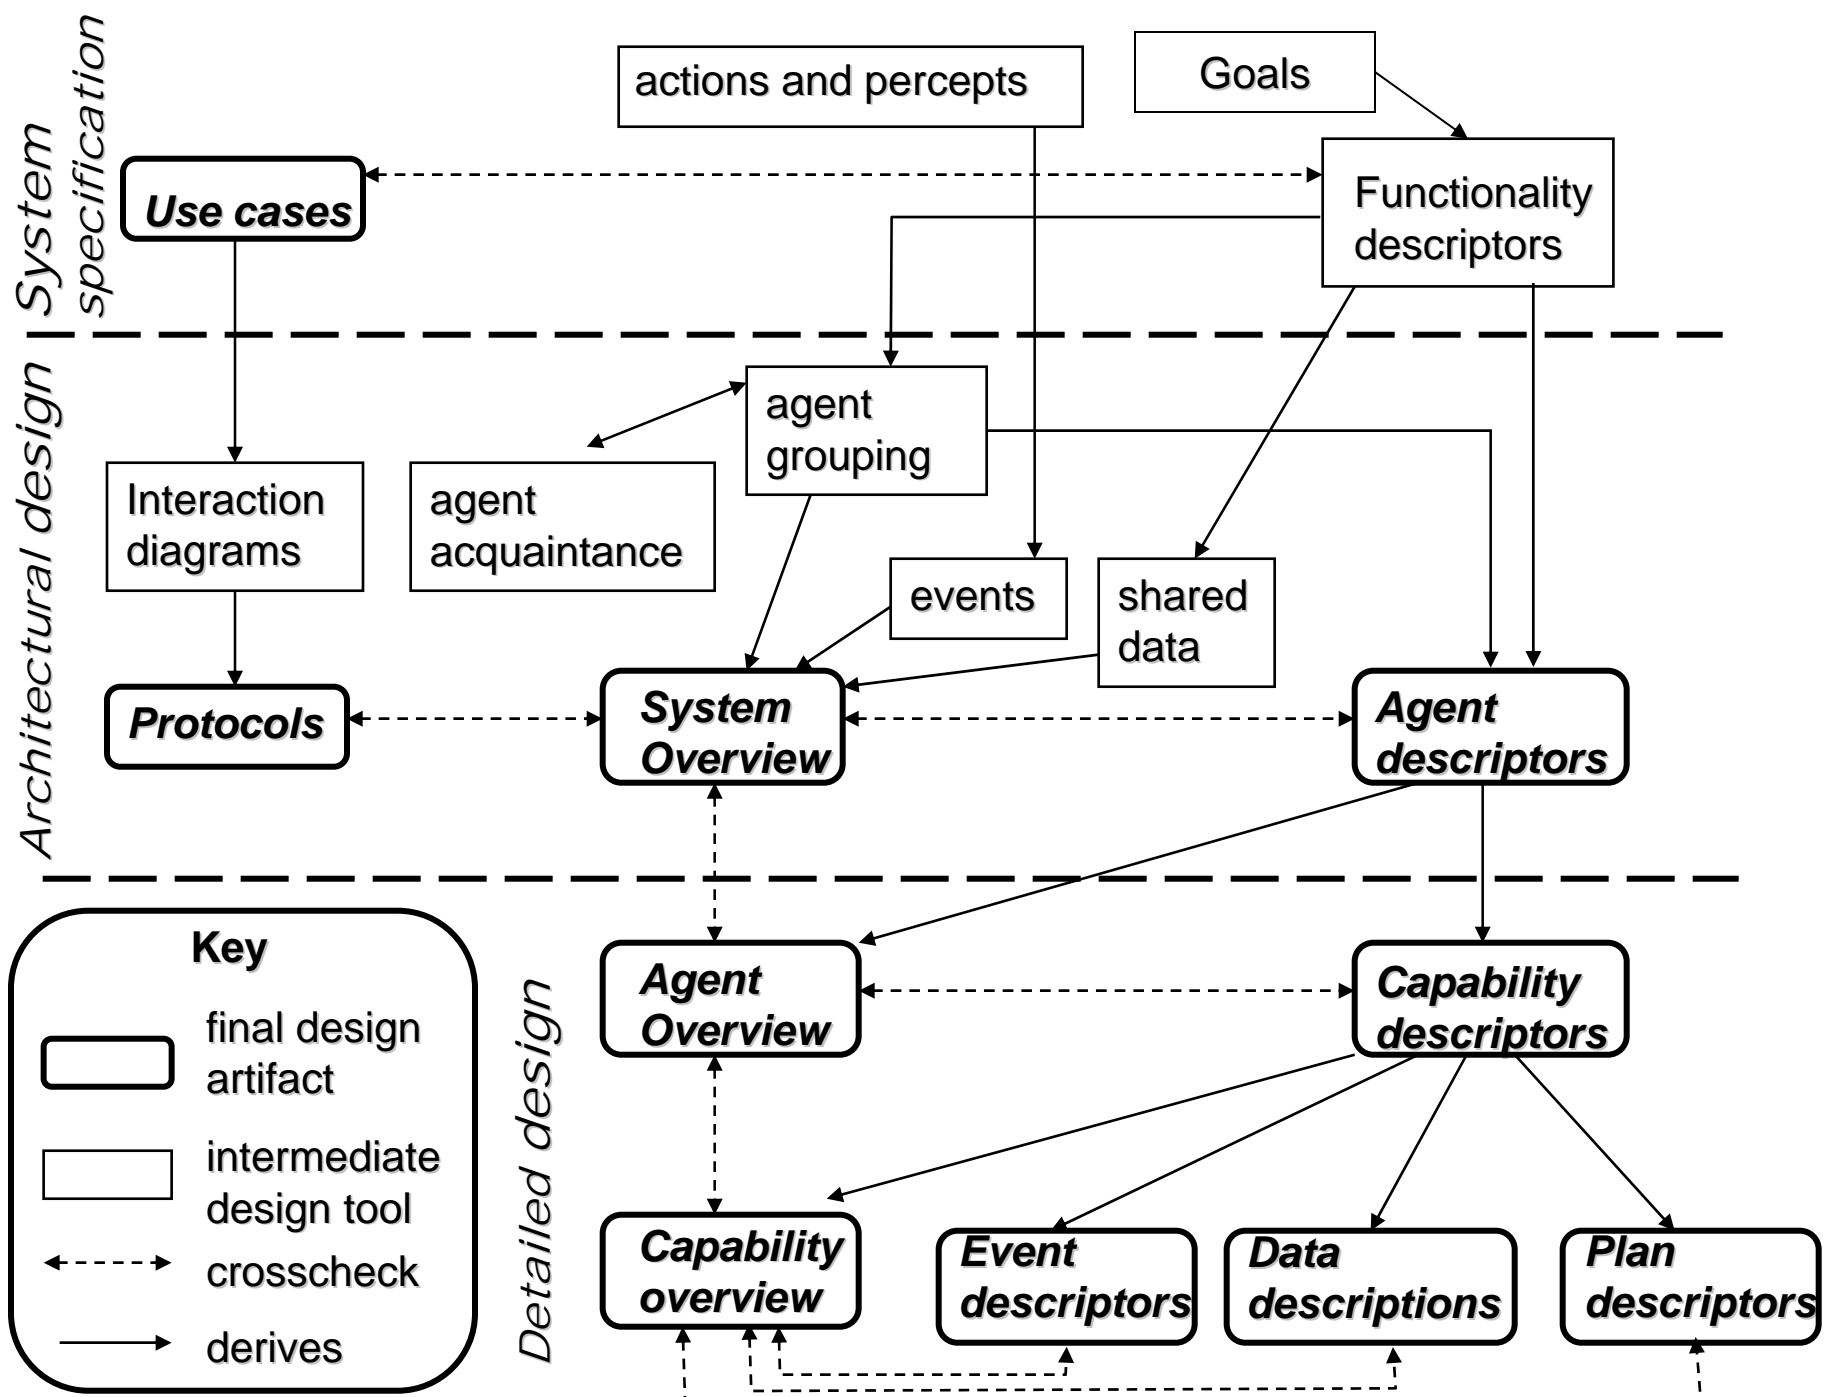 System
specification
actions and percepts
Goals
Use cases
Functionality
descriptors
Architectural design
agent
grouping
Interaction
diagrams
agent
acquaintance
events
shared
data
Protocols
System
Overview
Agent
descriptors
Key
final design
artifact
intermediate
design tool
crosscheck
derives
Detailed design
Agent
Overview
Capability
descriptors
Capability
overview
Event
descriptors
Data
descriptions
Plan
descriptors